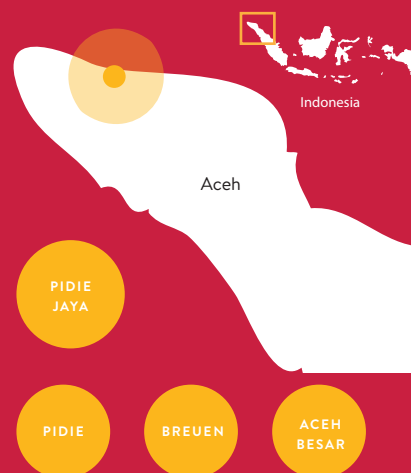 Indonesia
Aceh
PIDIE
JAYA
PIDIE
BREUEN
ACEH
BESAR